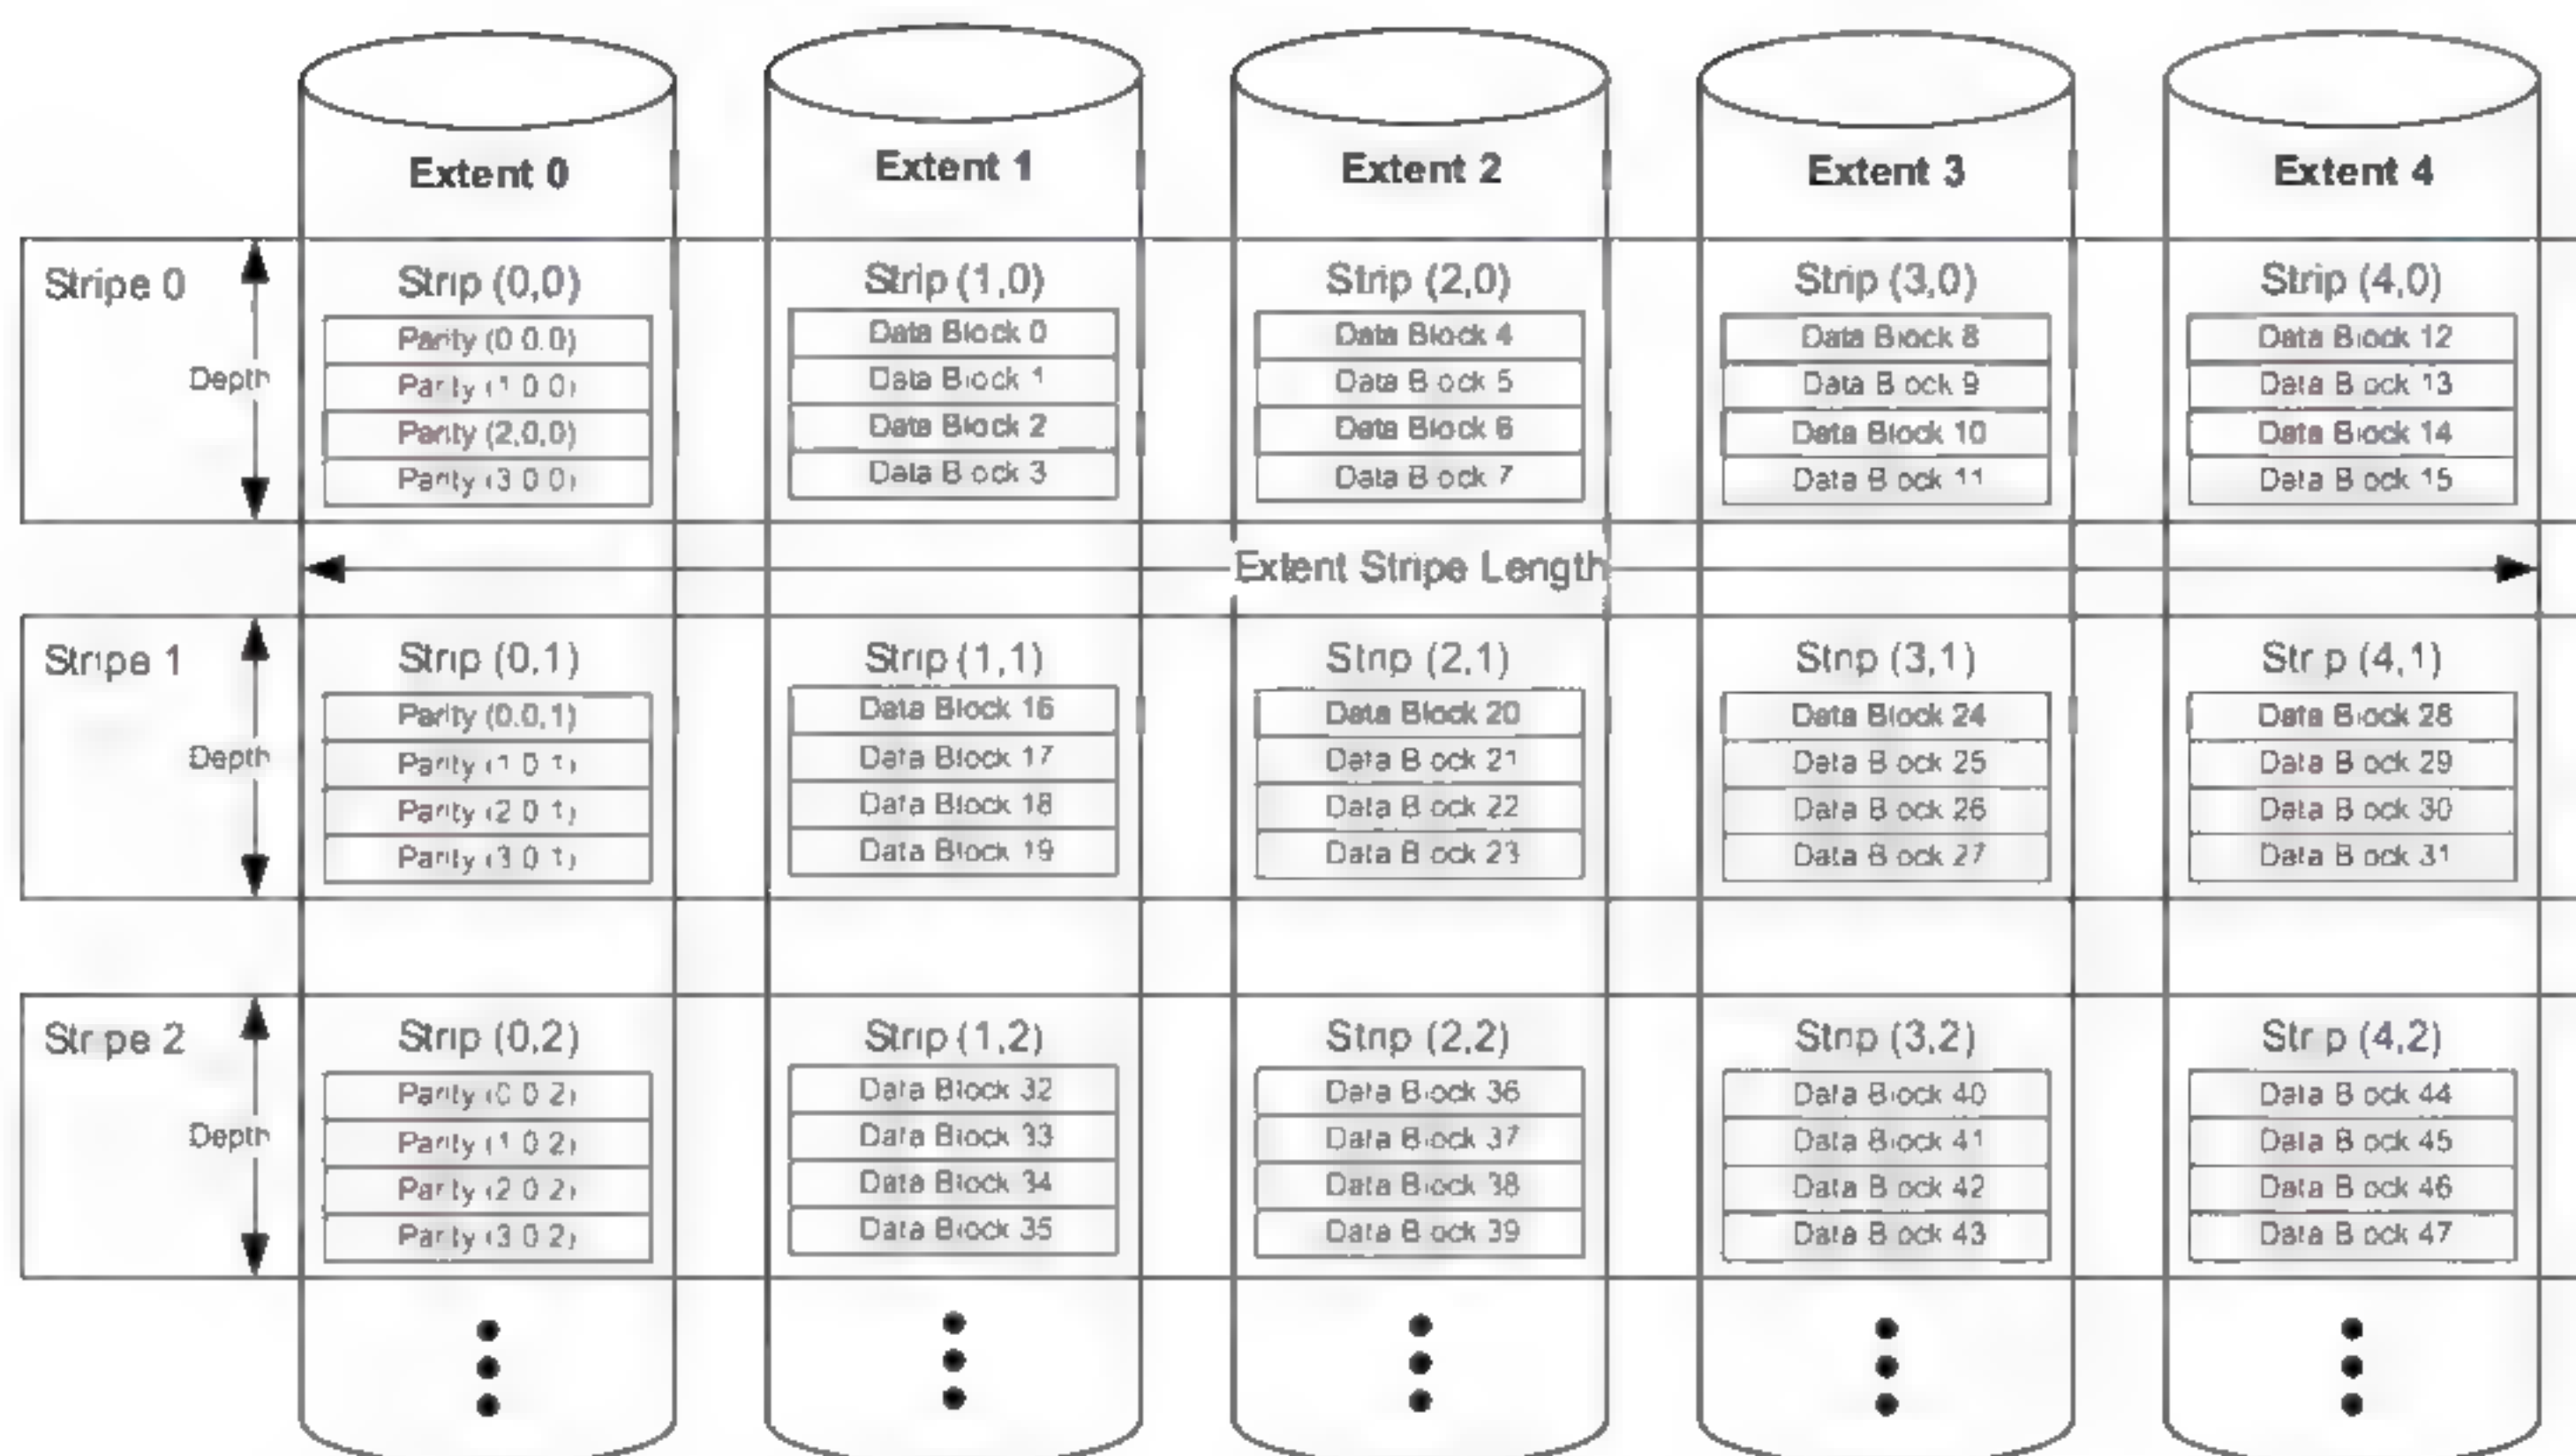 Extent 0
Extent 1
Extent 2
Extent 3
Extent 4
Stripe 0
Depth
Strip (0,0)
Parity (0,0,0)
Parity (1,0,0)
Parity (2,0,0)
Parity (3,0,0)
Strip (1,0)
Data Block 0
Data Block 1
Data Block 2
Data Block 3
Strip (2,0)
Data Block 4
Data Block 5
Data Block 6
Data Block 7
Strip (3,0)
Data Block 8
Data Block 9
Data Block 10
Data Block 11
Strip (4,0)
Data Block 12
Data Block 13
Data Block 14
Data Block 15
Extent Stripe Length
Stripe 1
Depth
Strip (0,1)
Parity (0,0,1)
Parity (1,0,1)
Parity (2,0,1)
Parity (3,0,1)
Strip (1,1)
Data Block 16
Data Block 17
Data Block 18
Data Block 19
Strip (2,1)
Data Block 20
Data Block 21
Data Block 22
Data Block 23
Strip (3,1)
Data Block 24
Data Block 25
Data Block 26
Data Block 27
Strip (4,1)
Data Block 28
Data Block 29
Data Block 30
Data Block 31
Stripe 2
Depth
Strip (0,2)
Parity (0,0,2)
Parity (1,0,2)
Parity (2,0,2)
Parity (3,0,2)
Strip (1,2)
Data Block 32
Data Block 33
Data Block 34
Data Block 35
Strip (2,2)
Data Block 36
Data Block 37
Data Block 38
Data Block 39
Strip (3,2)
Data Block 40
Data Block 41
Data Block 42
Data Block 43
Strip (4,2)
Data Block 44
Data Block 45
Data Block 46
Data Block 47